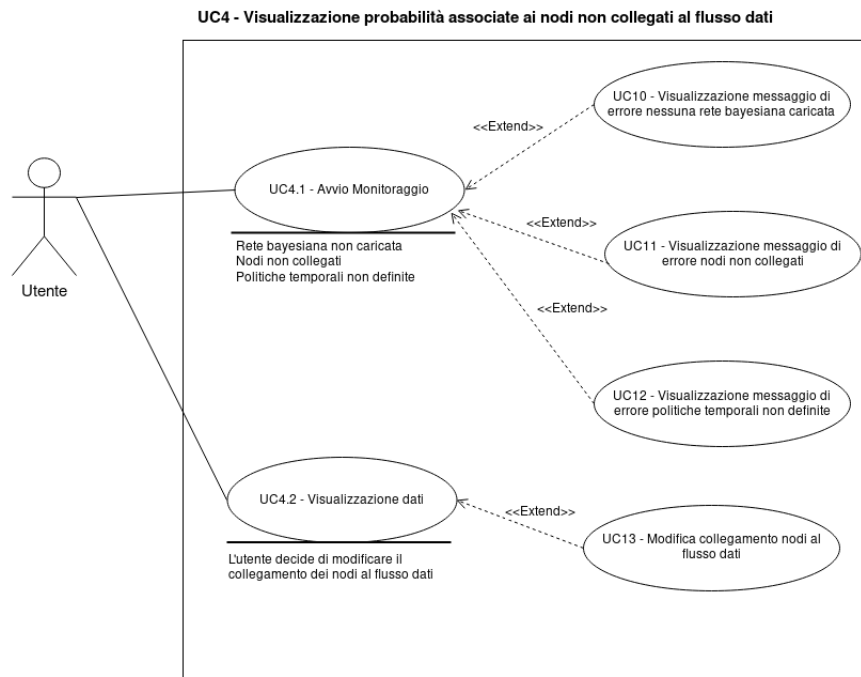 UC4 - Visualizzazione probabilità associate ai nodi non collegati al flusso dati
UC10 - Visualizzazione messaggio di
errore nessuna rete bayesiana caricata
<<Extend>>
UC4.1 - Avvio Monitoraggio
Rete bayesiana non caricata
Nodi non collegati
Politiche temporali non definite
<<Extend>>
UC11 - Visualizzazione messaggio di
errore nodi non collegati
Utente
<<Extend>>
UC12 - Visualizzazione messaggio di
errore politiche temporali non definite
UC4.2 - Visualizzazione dati
L'utente decide di modificare il
collegamento dei nodi al flusso dati
<<Extend>>
UC13 - Modifica collegamento nodi al
flusso dati